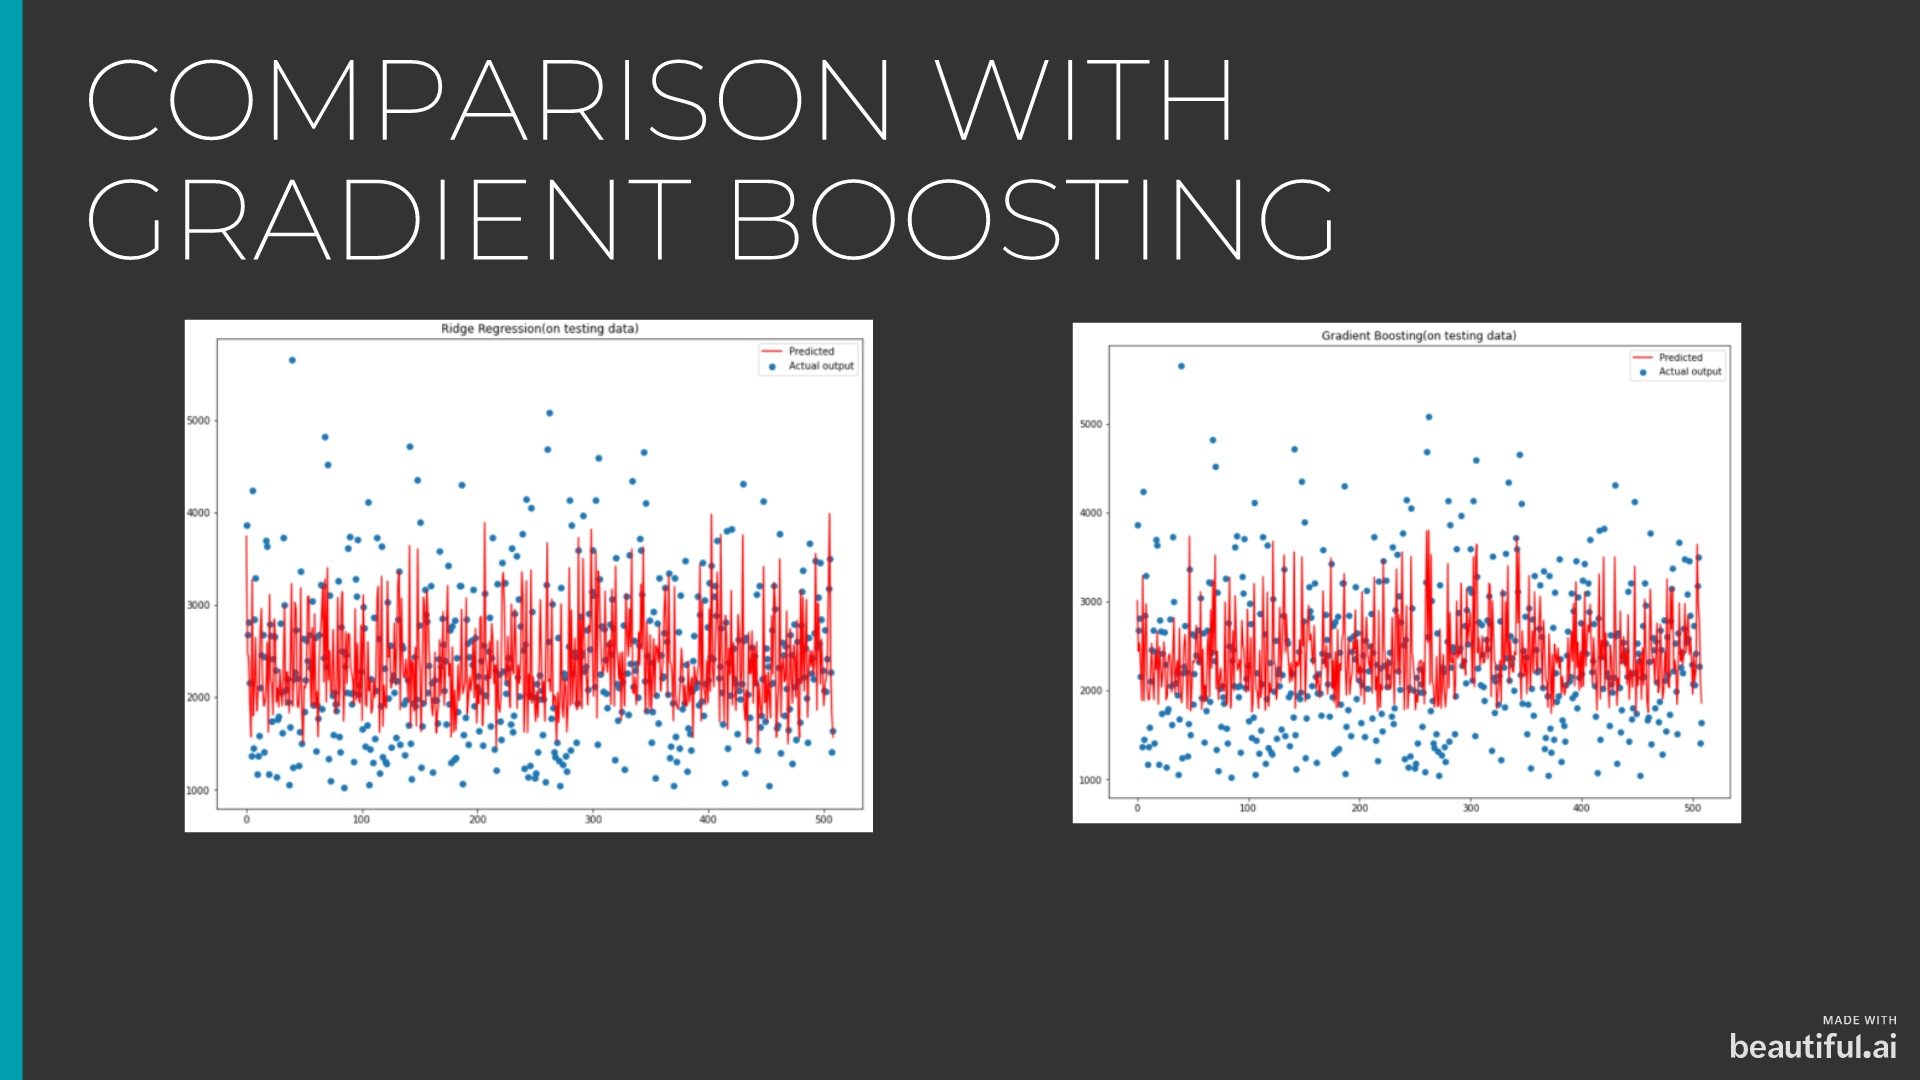 COMPARISON WITH
GRADIENT BOOSTING
Ridge Regression(on testing data)
Predicted
Actual output
5000
4000
3000
2000
1000
0 100 200 300 400 500
Gradient Boosting(on testing data)
Predicted
Actual output
5000
4000
3000
2000
1000
0 100 200 300 400 500
MADE WITH
beautiful.ai